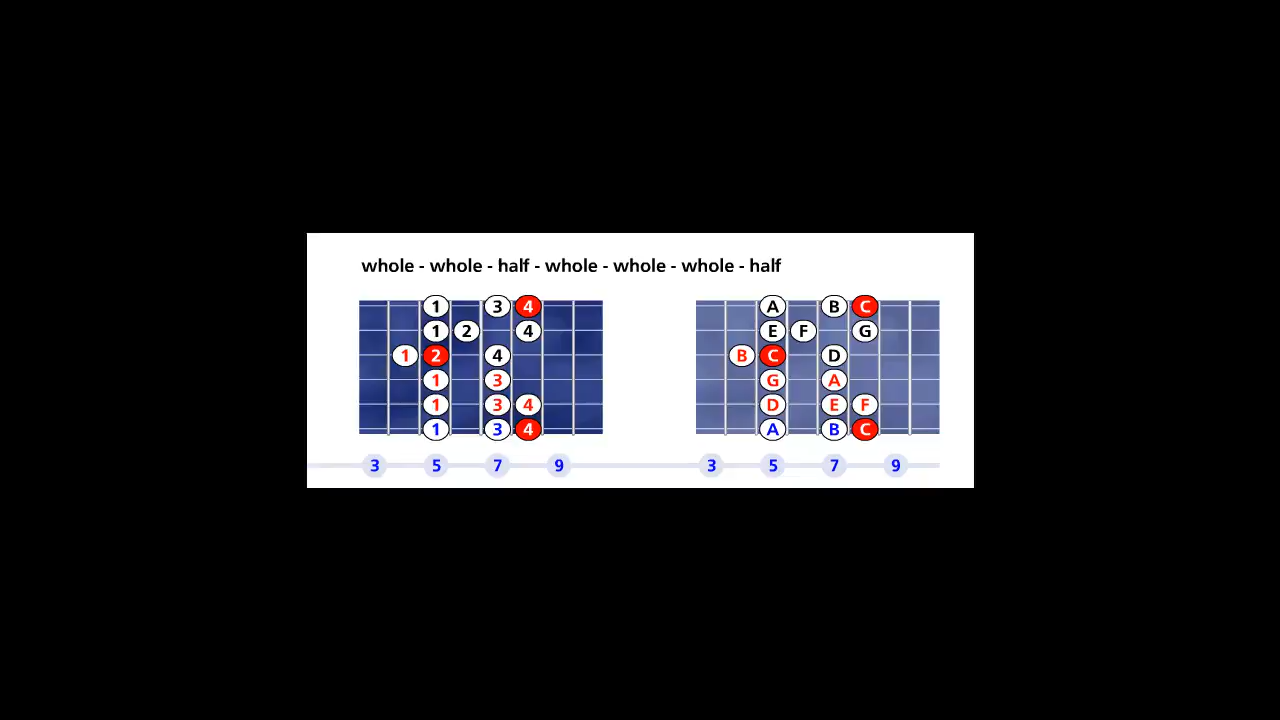 whole - whole - half - whole - whole - whole - half
1 3 4
1 2 4
1 2 4
1 3
1 3 4
1 3 4
3 5 7 9
A B C
E F G
B C D
G A
D E F
A B C
3 5 7 9